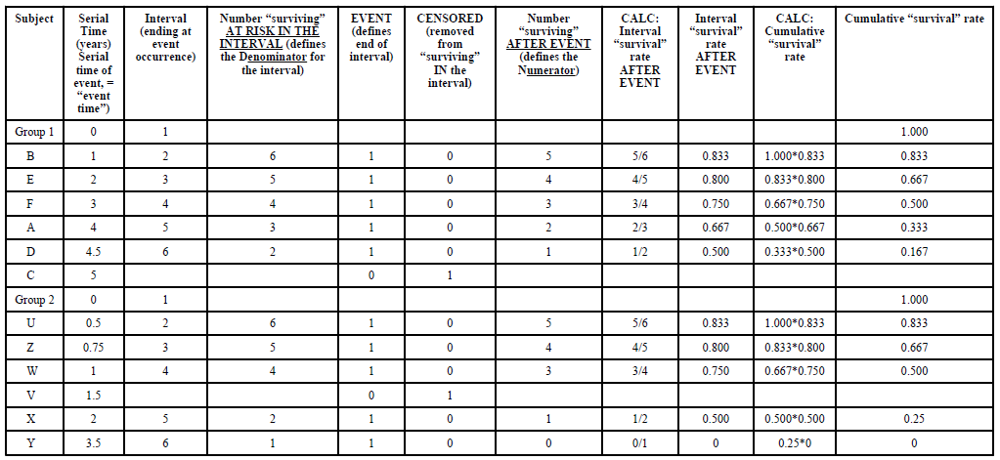 Subject | Serial Time (years) Serial time of event, = “event time”) | Interval (ending at event occurrence) | Number “surviving” AT RISK IN THE INTERVAL (defines the Denominator for the interval) | EVENT (defines end of interval) | CENSORED (removed from “surviving” IN the interval) | Number “surviving” AFTER EVENT (defines the Numerator) | CALC: Interval “survival” rate AFTER EVENT | Interval “survival” rate AFTER EVENT | CALC: Cumulative “survival” rate | Cumulative “survival” rate
Group 1 | 0 | 1 | | | | | | | | 1.000
B | 1 | 2 | 6 | 1 | 0 | 5 | 5/6 | 0.833 | 1.000*0.833 | 0.833
E | 2 | 3 | 5 | 1 | 0 | 4 | 4/5 | 0.800 | 0.833*0.800 | 0.667
F | 3 | 4 | 4 | 1 | 0 | 3 | 3/4 | 0.750 | 0.667*0.750 | 0.500
A | 4 | 5 | 3 | 1 | 0 | 2 | 2/3 | 0.667 | 0.500*0.667 | 0.333
D | 4.5 | 6 | 2 | 1 | 0 | 1 | 1/2 | 0.500 | 0.333*0.500 | 0.167
C | 5 | | | 0 | 1 | | | | |
Group 2 | 0 | 1 | | | | | | | | 1.000
U | 0.5 | 2 | 6 | 1 | 0 | 5 | 5/6 | 0.833 | 1.000*0.833 | 0.833
Z | 0.75 | 3 | 5 | 1 | 0 | 4 | 4/5 | 0.800 | 0.833*0.800 | 0.667
W | 1 | 4 | 4 | 1 | 0 | 3 | 3/4 | 0.750 | 0.667*0.750 | 0.500
V | 1.5 | | | 0 | 1 | | | | |
X | 2 | 5 | 2 | 1 | 0 | 1 | 1/2 | 0.500 | 0.500*0.500 | 0.25
Y | 3.5 | 6 | 1 | 1 | 0 | 0 | 0/1 | 0 | 0.25*0 | 0